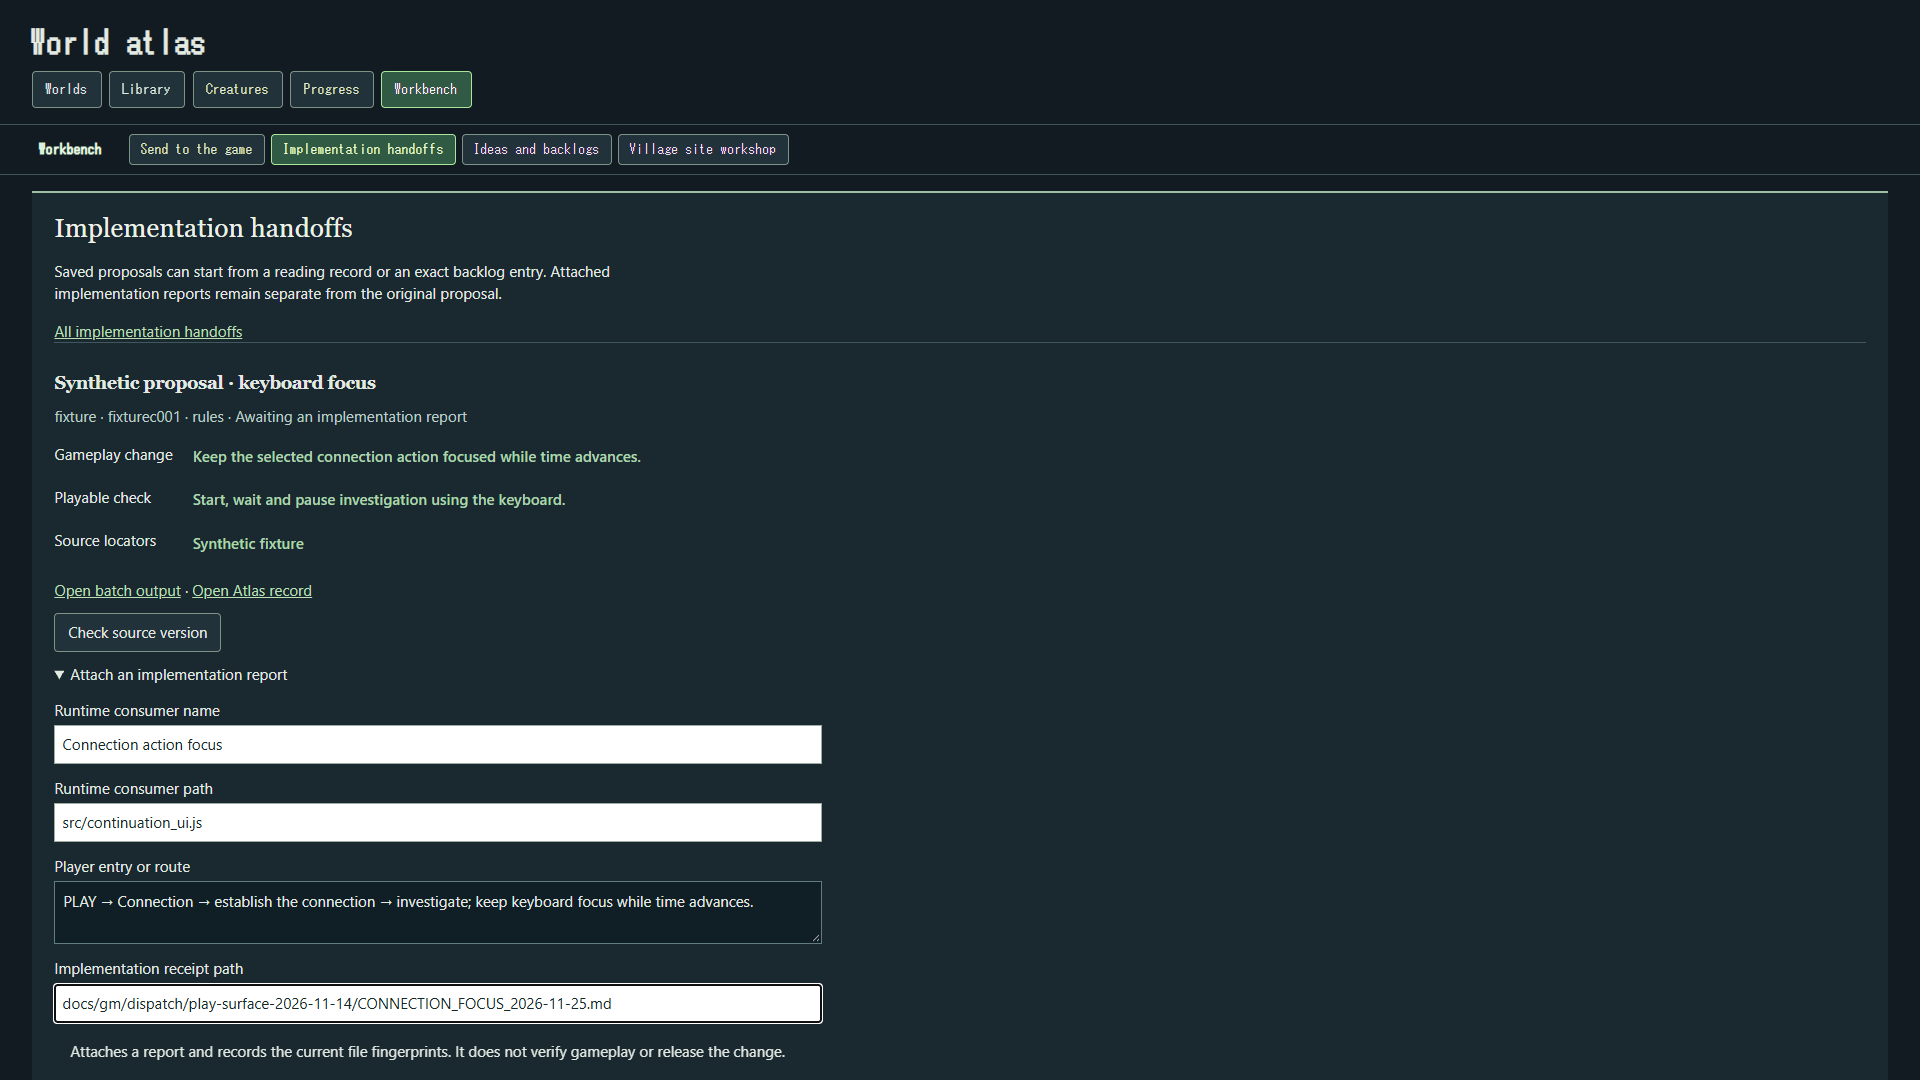 World atlas
Worlds
Library
Creatures
Progress
Workbench
Workbench
Send to the game
Implementation handoffs
Ideas and backlogs
Village site workshop
Implementation handoffs
Saved proposals can start from a reading record or an exact backlog entry. Attached
implementation reports remain separate from the original proposal.
All implementation handoffs
Synthetic proposal · keyboard focus
fixture · fixturec001 · rules · Awaiting an implementation report
Gameplay change
Keep the selected connection action focused while time advances.
Playable check
Start, wait and pause investigation using the keyboard.
Source locators
Synthetic fixture
Open batch output · Open Atlas record
Check source version
▼ Attach an implementation report
Runtime consumer name
Connection action focus
Runtime consumer path
src/continuation_ui.js
Player entry or route
PLAY → Connection → establish the connection → investigate; keep keyboard focus while time advances.
Implementation receipt path
docs/gm/dispatch/play-surface-2026-11-14/CONNECTION_FOCUS_2026-11-25.md
Attaches a report and records the current file fingerprints. It does not verify gameplay or release the change.